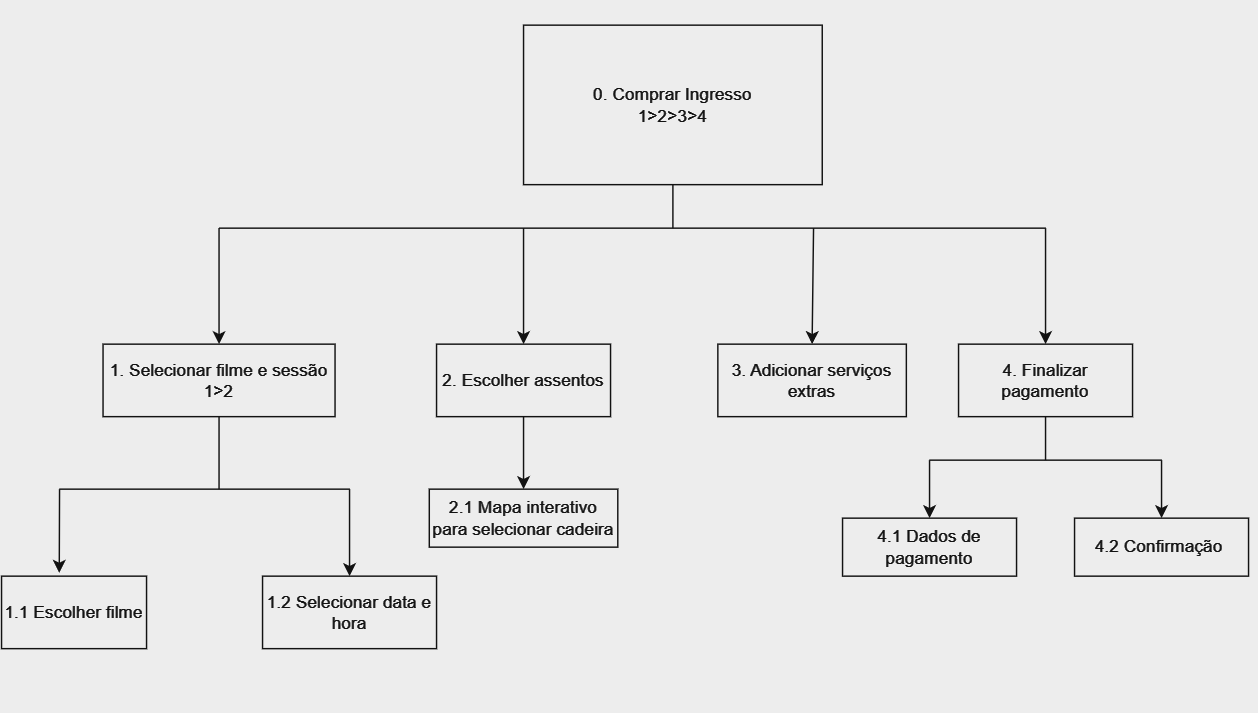 0. Comprar Ingresso
1>2>3>4
1. Selecionar filme e sessão
1>2
2. Escolher assentos
3. Adicionar serviços
extras
4. Finalizar
pagamento
1.1 Escolher filme
1.2 Selecionar data e
hora
2.1 Mapa interativo
para selecionar cadeira
4.1 Dados de
pagamento
4.2 Confirmação